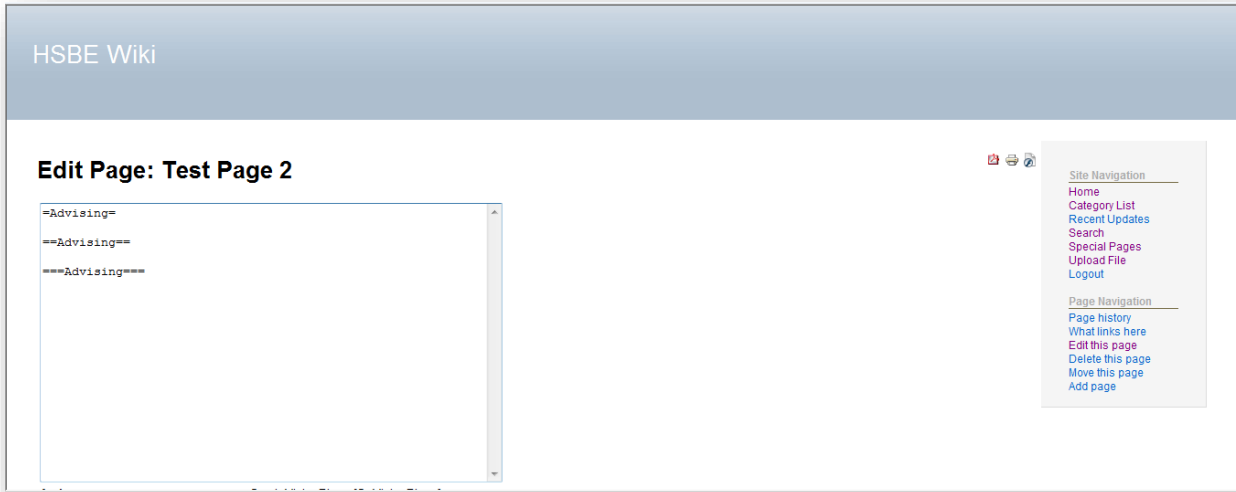 HSBE Wiki
Edit Page: Test Page 2
=Advising=
==Advising==
===Advising===
Site Navigation
Home
Category List
Recent Updates
Search
Special Pages
Upload File
Logout
Page Navigation
Page history
What links here
Edit this page
Delete this page
Move this page
Add page